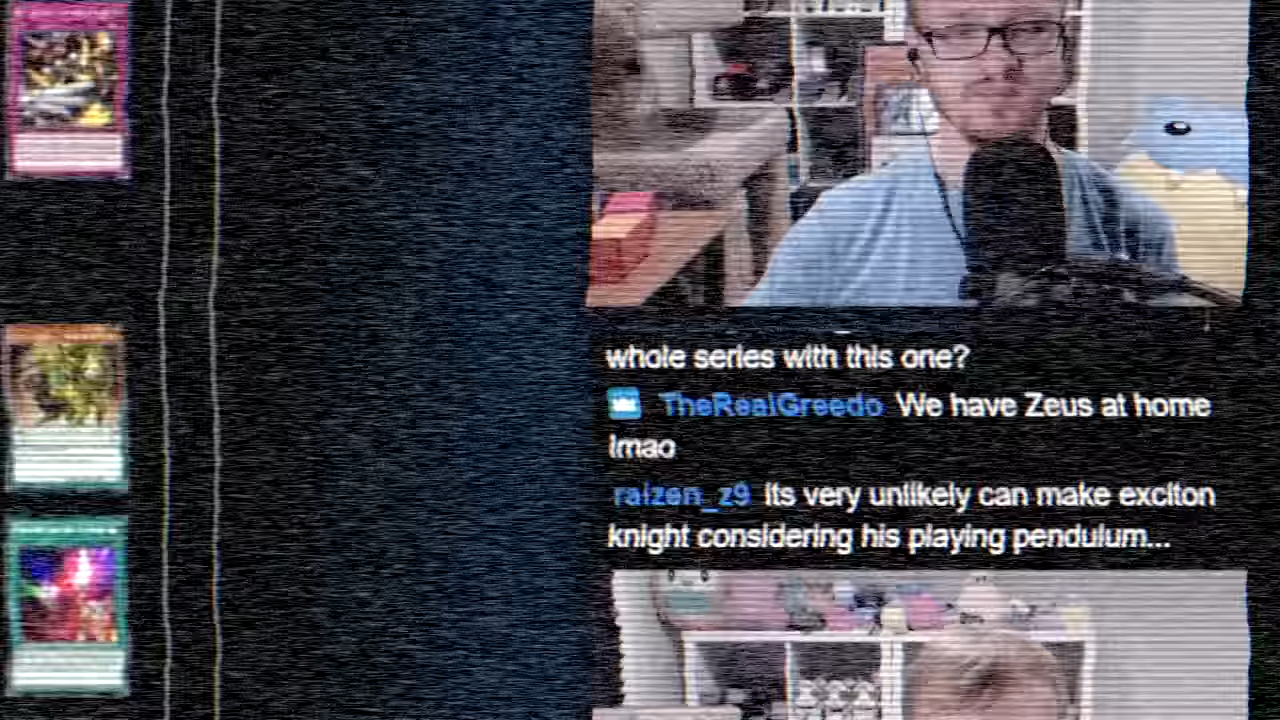 whole series with this one?
TheRealGreedo We have Zeus at home
lmao
raizen_z9 its very unlikely can make exciton
knight considering his playing pendulum...